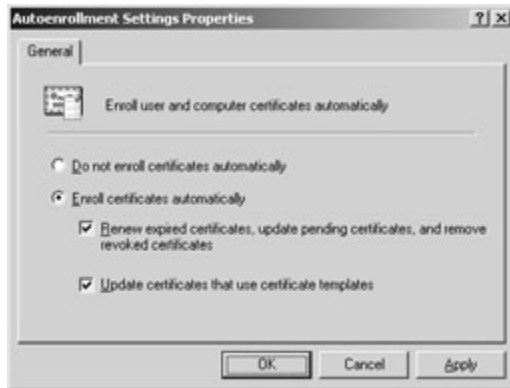 Autoenrollment Settings Properties
General
Enroll user and computer certificates automatically
Do not enroll certificates automatically
Enroll certificates automatically
Renew expired certificates, update pending certificates, and remove
revoked certificates
Update certificates that use certificate templates
OK Cancel Apply